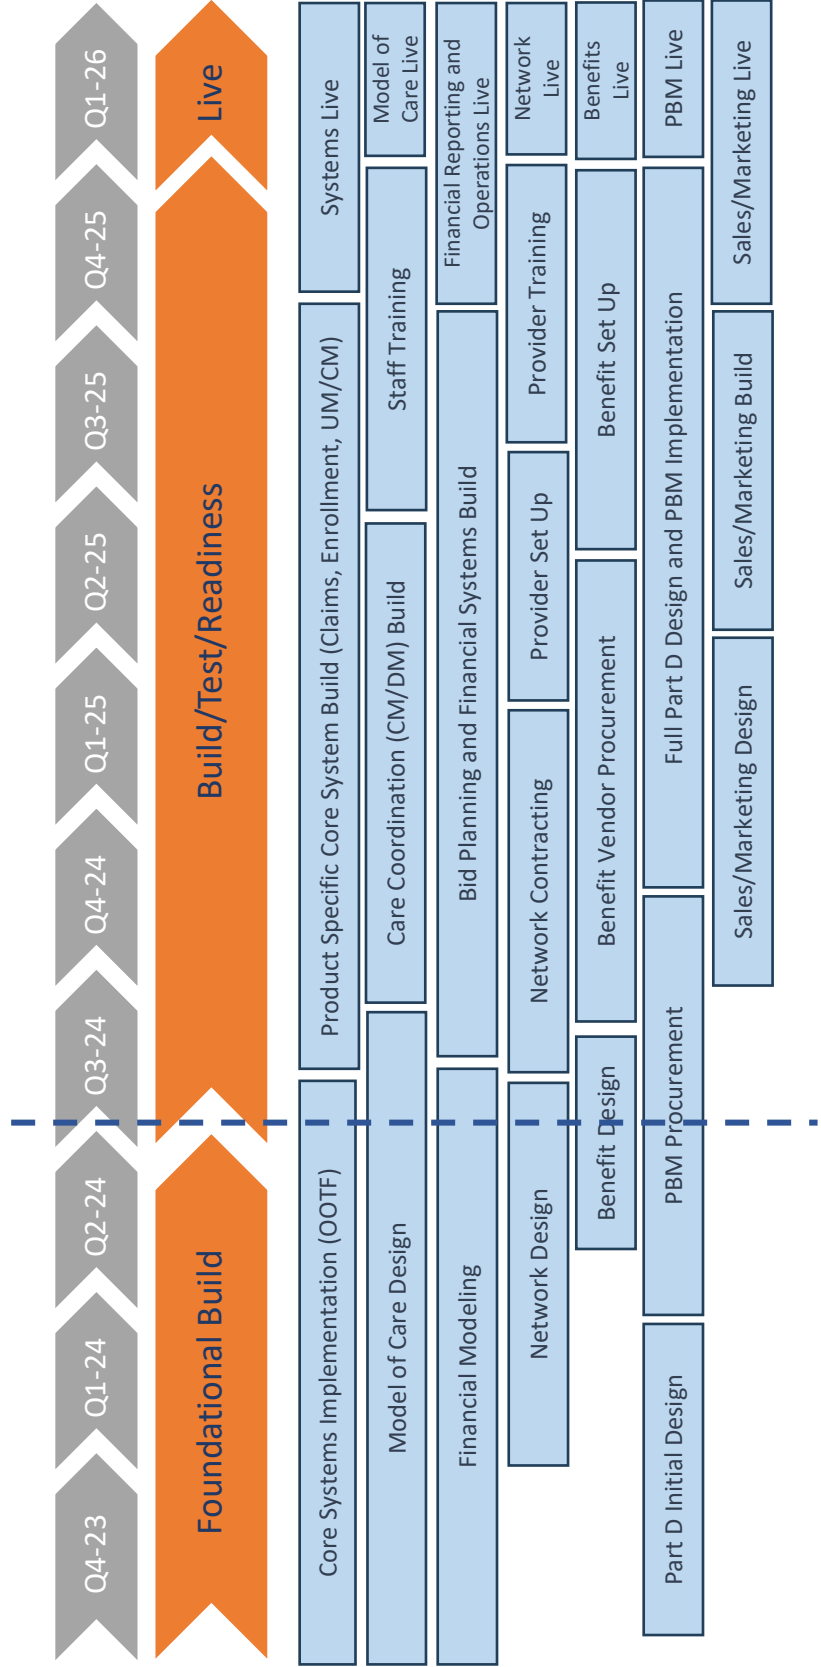 Q4-23
Q1-24
Q2-24
Q3-24
Q4-24
Q1-25
Q2-25
Q3-25
Q4-25
Q1-26
Foundational Build
Build/Test/Readiness
Live
Core Systems Implementation (OOTF)
Product Specific Core System Build (Claims, Enrollment, UM/CM)
Systems Live
Model of Care Design
Care Coordination (CM/DM) Build
Staff Training
Model of
Care Live
Financial Modeling
Bid Planning and Financial Systems Build
Financial Reporting and
Operations Live
Network Design
Network Contracting
Provider Set Up
Provider Training
Network
Live
Benefit Design
Benefit Vendor Procurement
Benefit Set Up
Benefits
Live
Part D Initial Design
PBM Procurement
Full Part D Design and PBM Implementation
PBM Live
Sales/Marketing Design
Sales/Marketing Build
Sales/Marketing Live